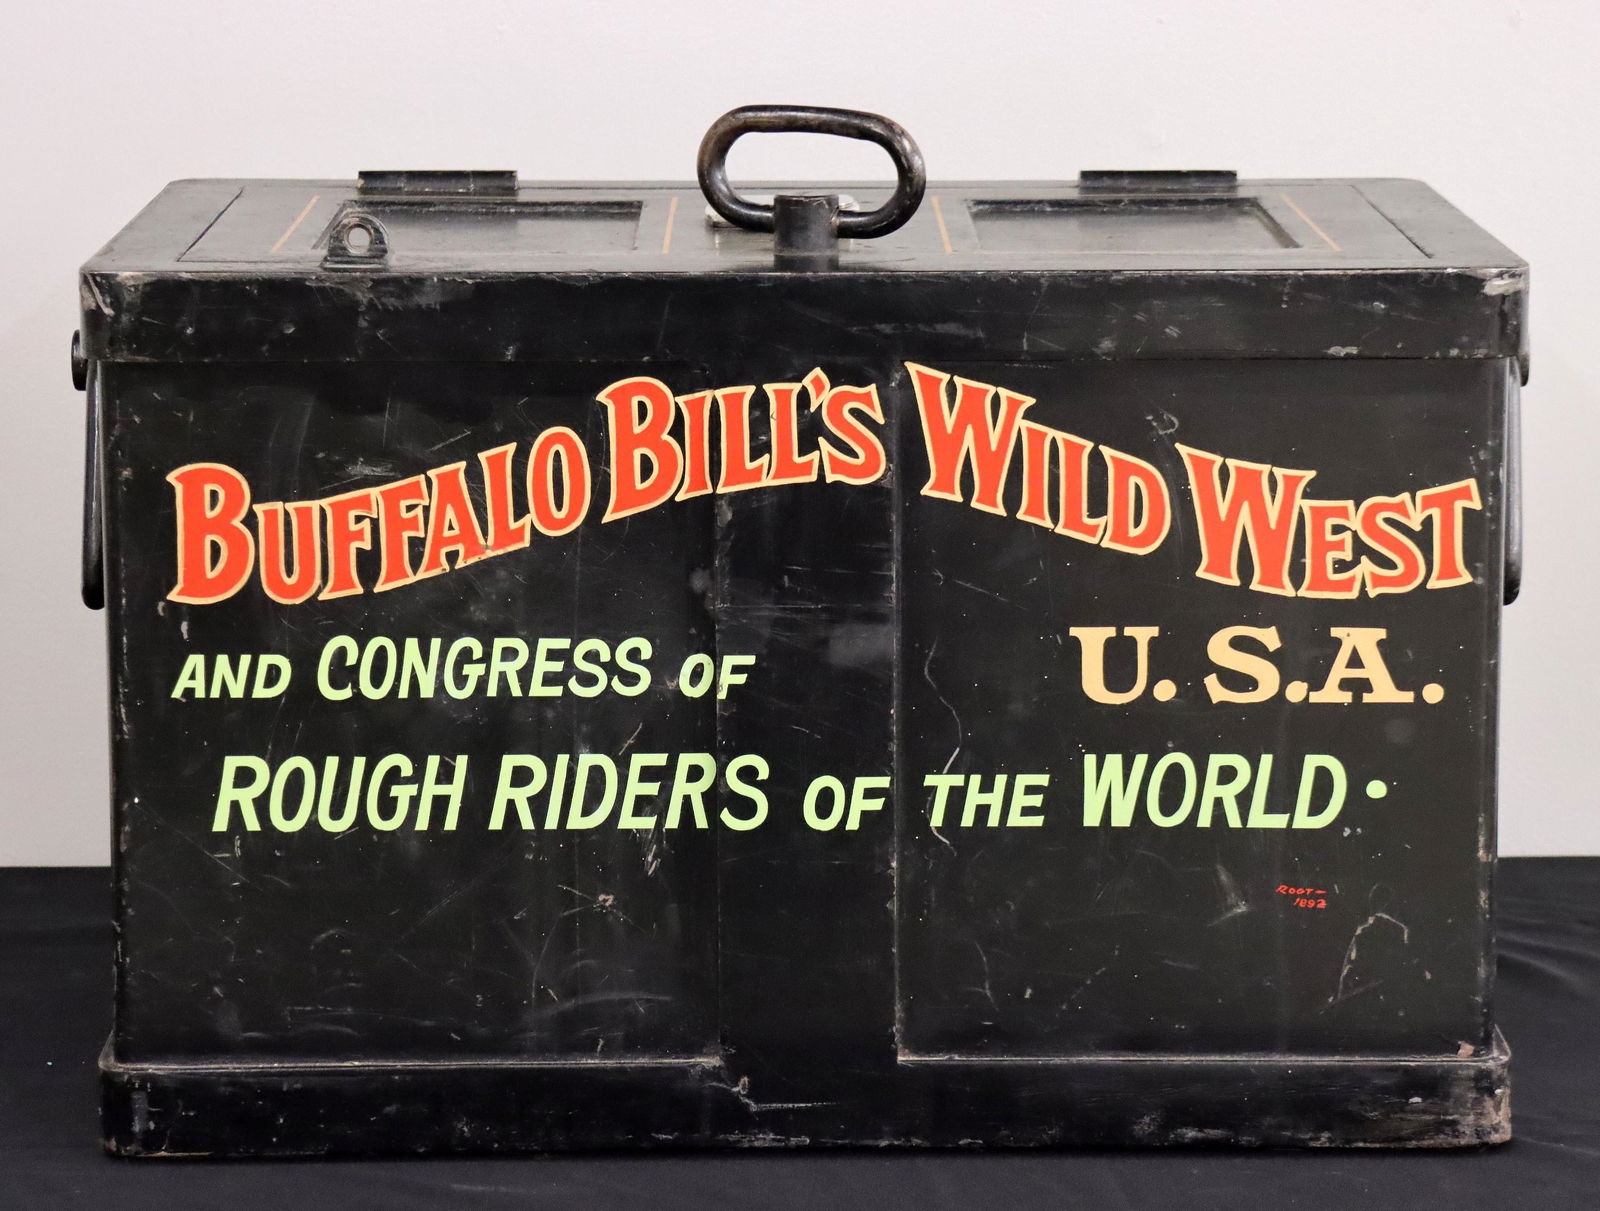 BUFFALO BILL'S WILD WEST
AND CONGRESS OF U.S.A.
ROUGH RIDERS OF THE WORLD •
ROOT-
1892